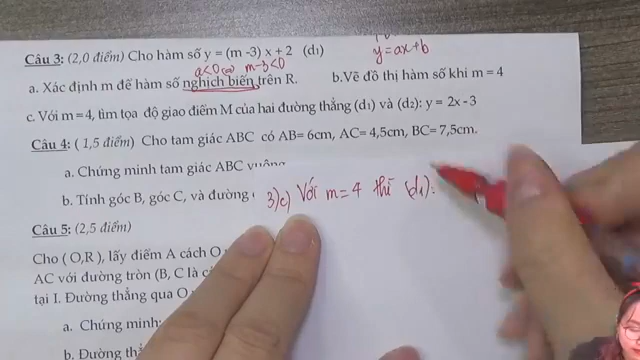 Câu 3: (2,0 điểm) Cho hàm số y = (m -3) x + 2 (d₁)
y = ax + b
a<0 ⇔ m-3<0
a. Xác định m để hàm số nghịch biến trên R. b.Vẽ đồ thị hàm số khi m = 4
c. Với m = 4, tìm tọa độ giao điểm M của hai đường thẳng (d₁) và (d₂): y = 2x - 3
Câu 4: ( 1,5 điểm) Cho tam giác ABC có AB= 6cm, AC= 4,5cm, BC= 7,5cm.
a. Chứng minh tam giác ABC vuông
b. Tính góc B, góc C, và đường
3)c) Với m = 4 thì (d₁):
Câu 5: (2,5 điểm)
Cho ( O,R ), lấy điểm A cách O
AC với đường tròn (B, C là
tại I. Đường thẳng qua O
a. Chứng minh:
b. Đường